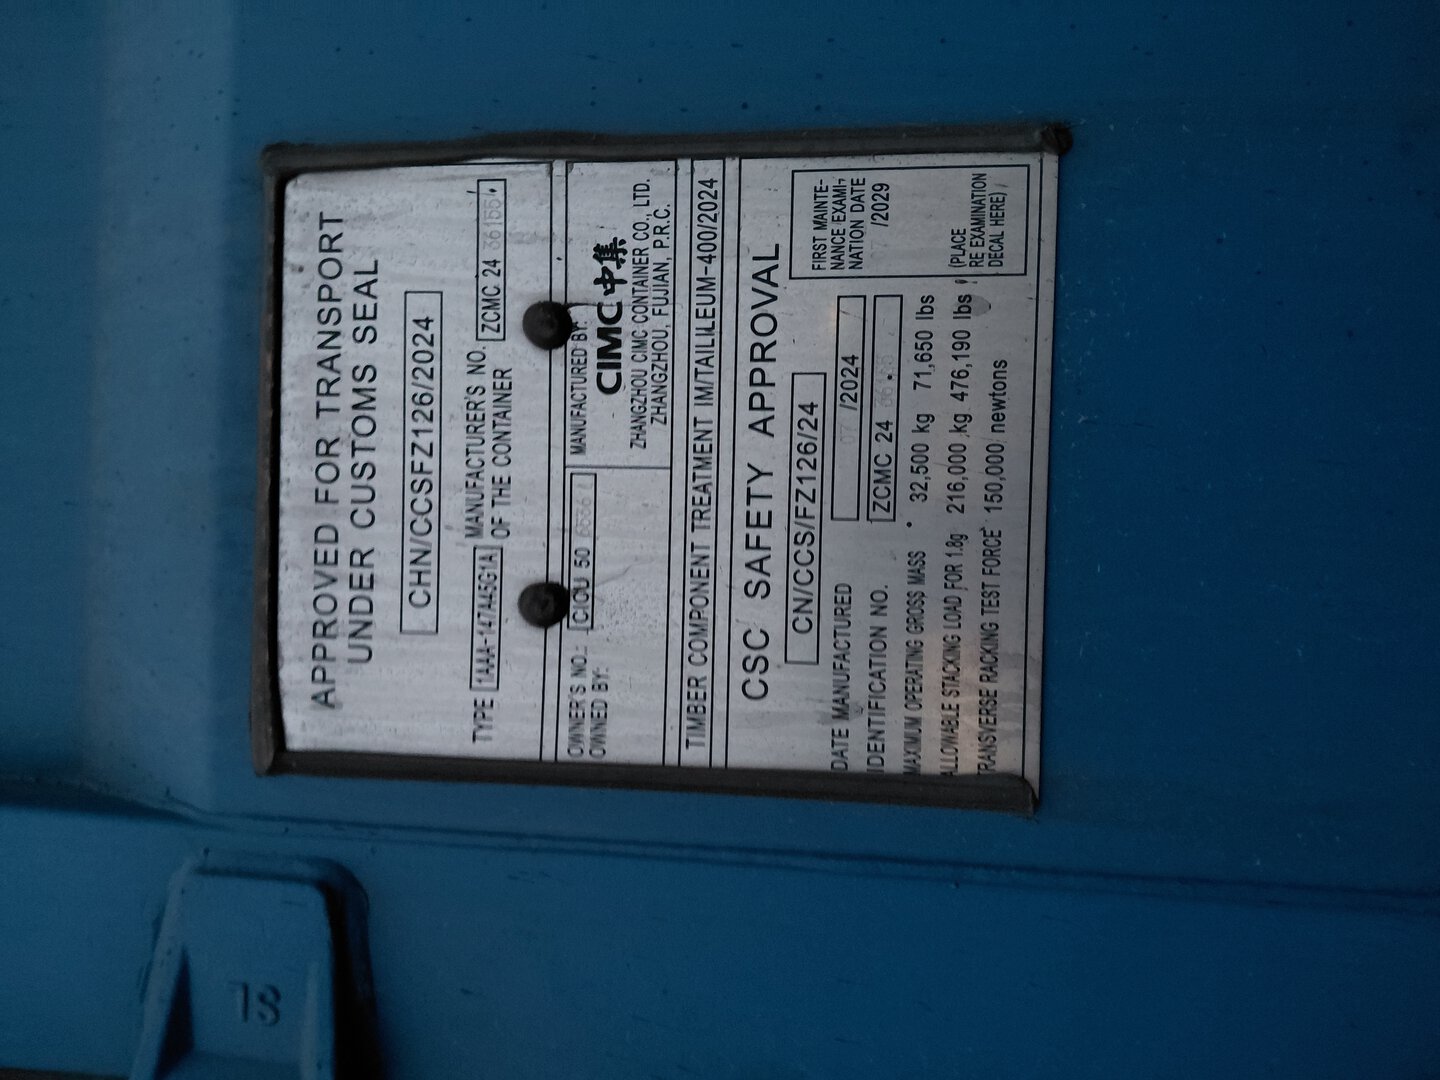 APPROVED FOR TRANSPORT
UNDER CUSTOMS SEAL
CHN/CCSFZ126/2024
TYPE 1AAA-147A45G1A MANUFACTURER'S NO.
OF THE CONTAINER
ZCMC 24
OWNER'S NO.: CICU 50
OWNED BY:
MANUFACTURED BY:
CIMC 中集
ZHANGZHOU CIMC CONTAINER CO., LTD.
ZHANGZHOU, FUJIAN, P.R.C.
TIMBER COMPONENT TREATMENT IM/TAILILEUM-400/2024
CSC SAFETY APPROVAL
CN/CCS/FZ126/24
DATE MANUFACTURED 07 /2024
IDENTIFICATION NO. ZCMC 24
MAXIMUM OPERATING GROSS MASS 32,500 kg 71,650 lbs
ALLOWABLE STACKING LOAD FOR 1.8g 216,000 kg 476,190 lbs
TRANSVERSE RACKING TEST FORCE 150,000 newtons
FIRST MAINTE-
NANCE EXAMI-
NATION DATE
/2029
(PLACE
RE EXAMINATION
DECAL HERE)